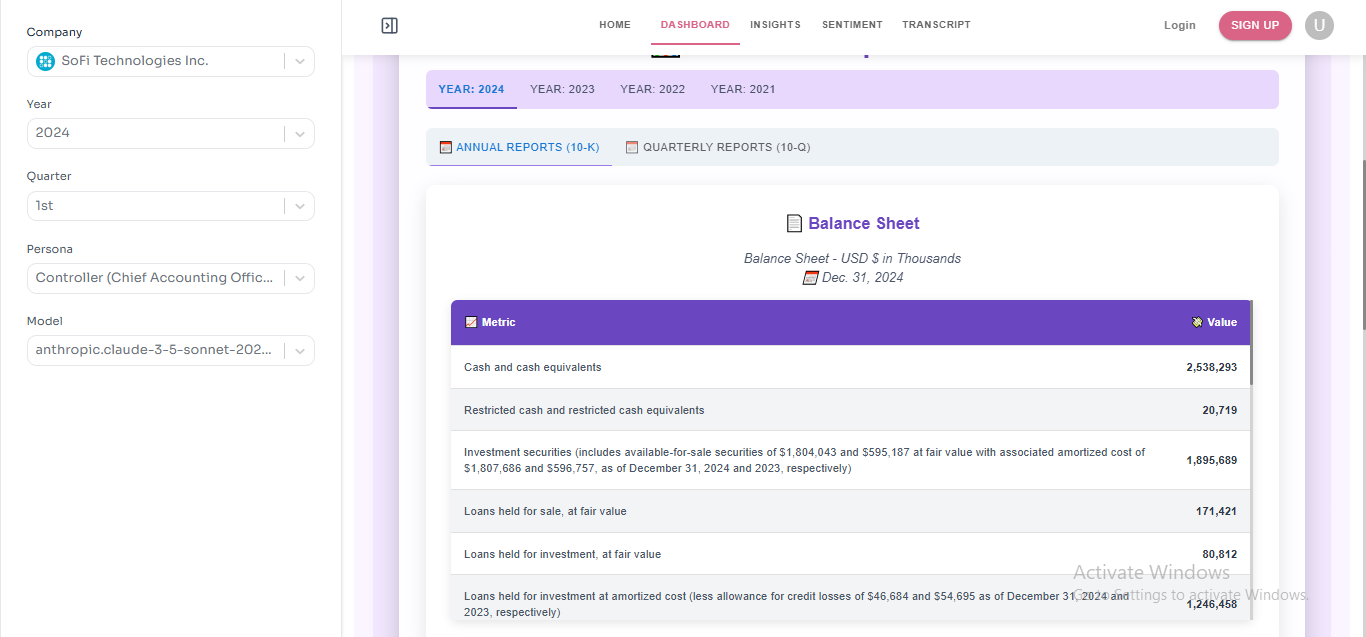 Company
SoFi Technologies Inc.
Year
2024
Quarter
1st
Persona
Controller (Chief Accounting Offic...
Model
anthropic.claude-3-5-sonnet-202...
HOME DASHBOARD INSIGHTS SENTIMENT TRANSCRIPT Login SIGN UP U
YEAR: 2024 YEAR: 2023 YEAR: 2022 YEAR: 2021
ANNUAL REPORTS (10-K) QUARTERLY REPORTS (10-Q)
Balance Sheet
Balance Sheet - USD $ in Thousands
Dec. 31, 2024
Metric Value
Cash and cash equivalents 2,538,293
Restricted cash and restricted cash equivalents 20,719
Investment securities (includes available-for-sale securities of $1,804,043 and $595,187 at fair value with associated amortized cost of
$1,807,686 and $596,757, as of December 31, 2024 and 2023, respectively) 1,895,689
Loans held for sale, at fair value 171,421
Loans held for investment, at fair value 80,812
Activate Windows
Loans held for investment at amortized cost (less allowance for credit losses of $46,684 and $54,695 as of December 31, 2024 and
2023, respectively) 1,246,458
Go to Settings to activate Windows.